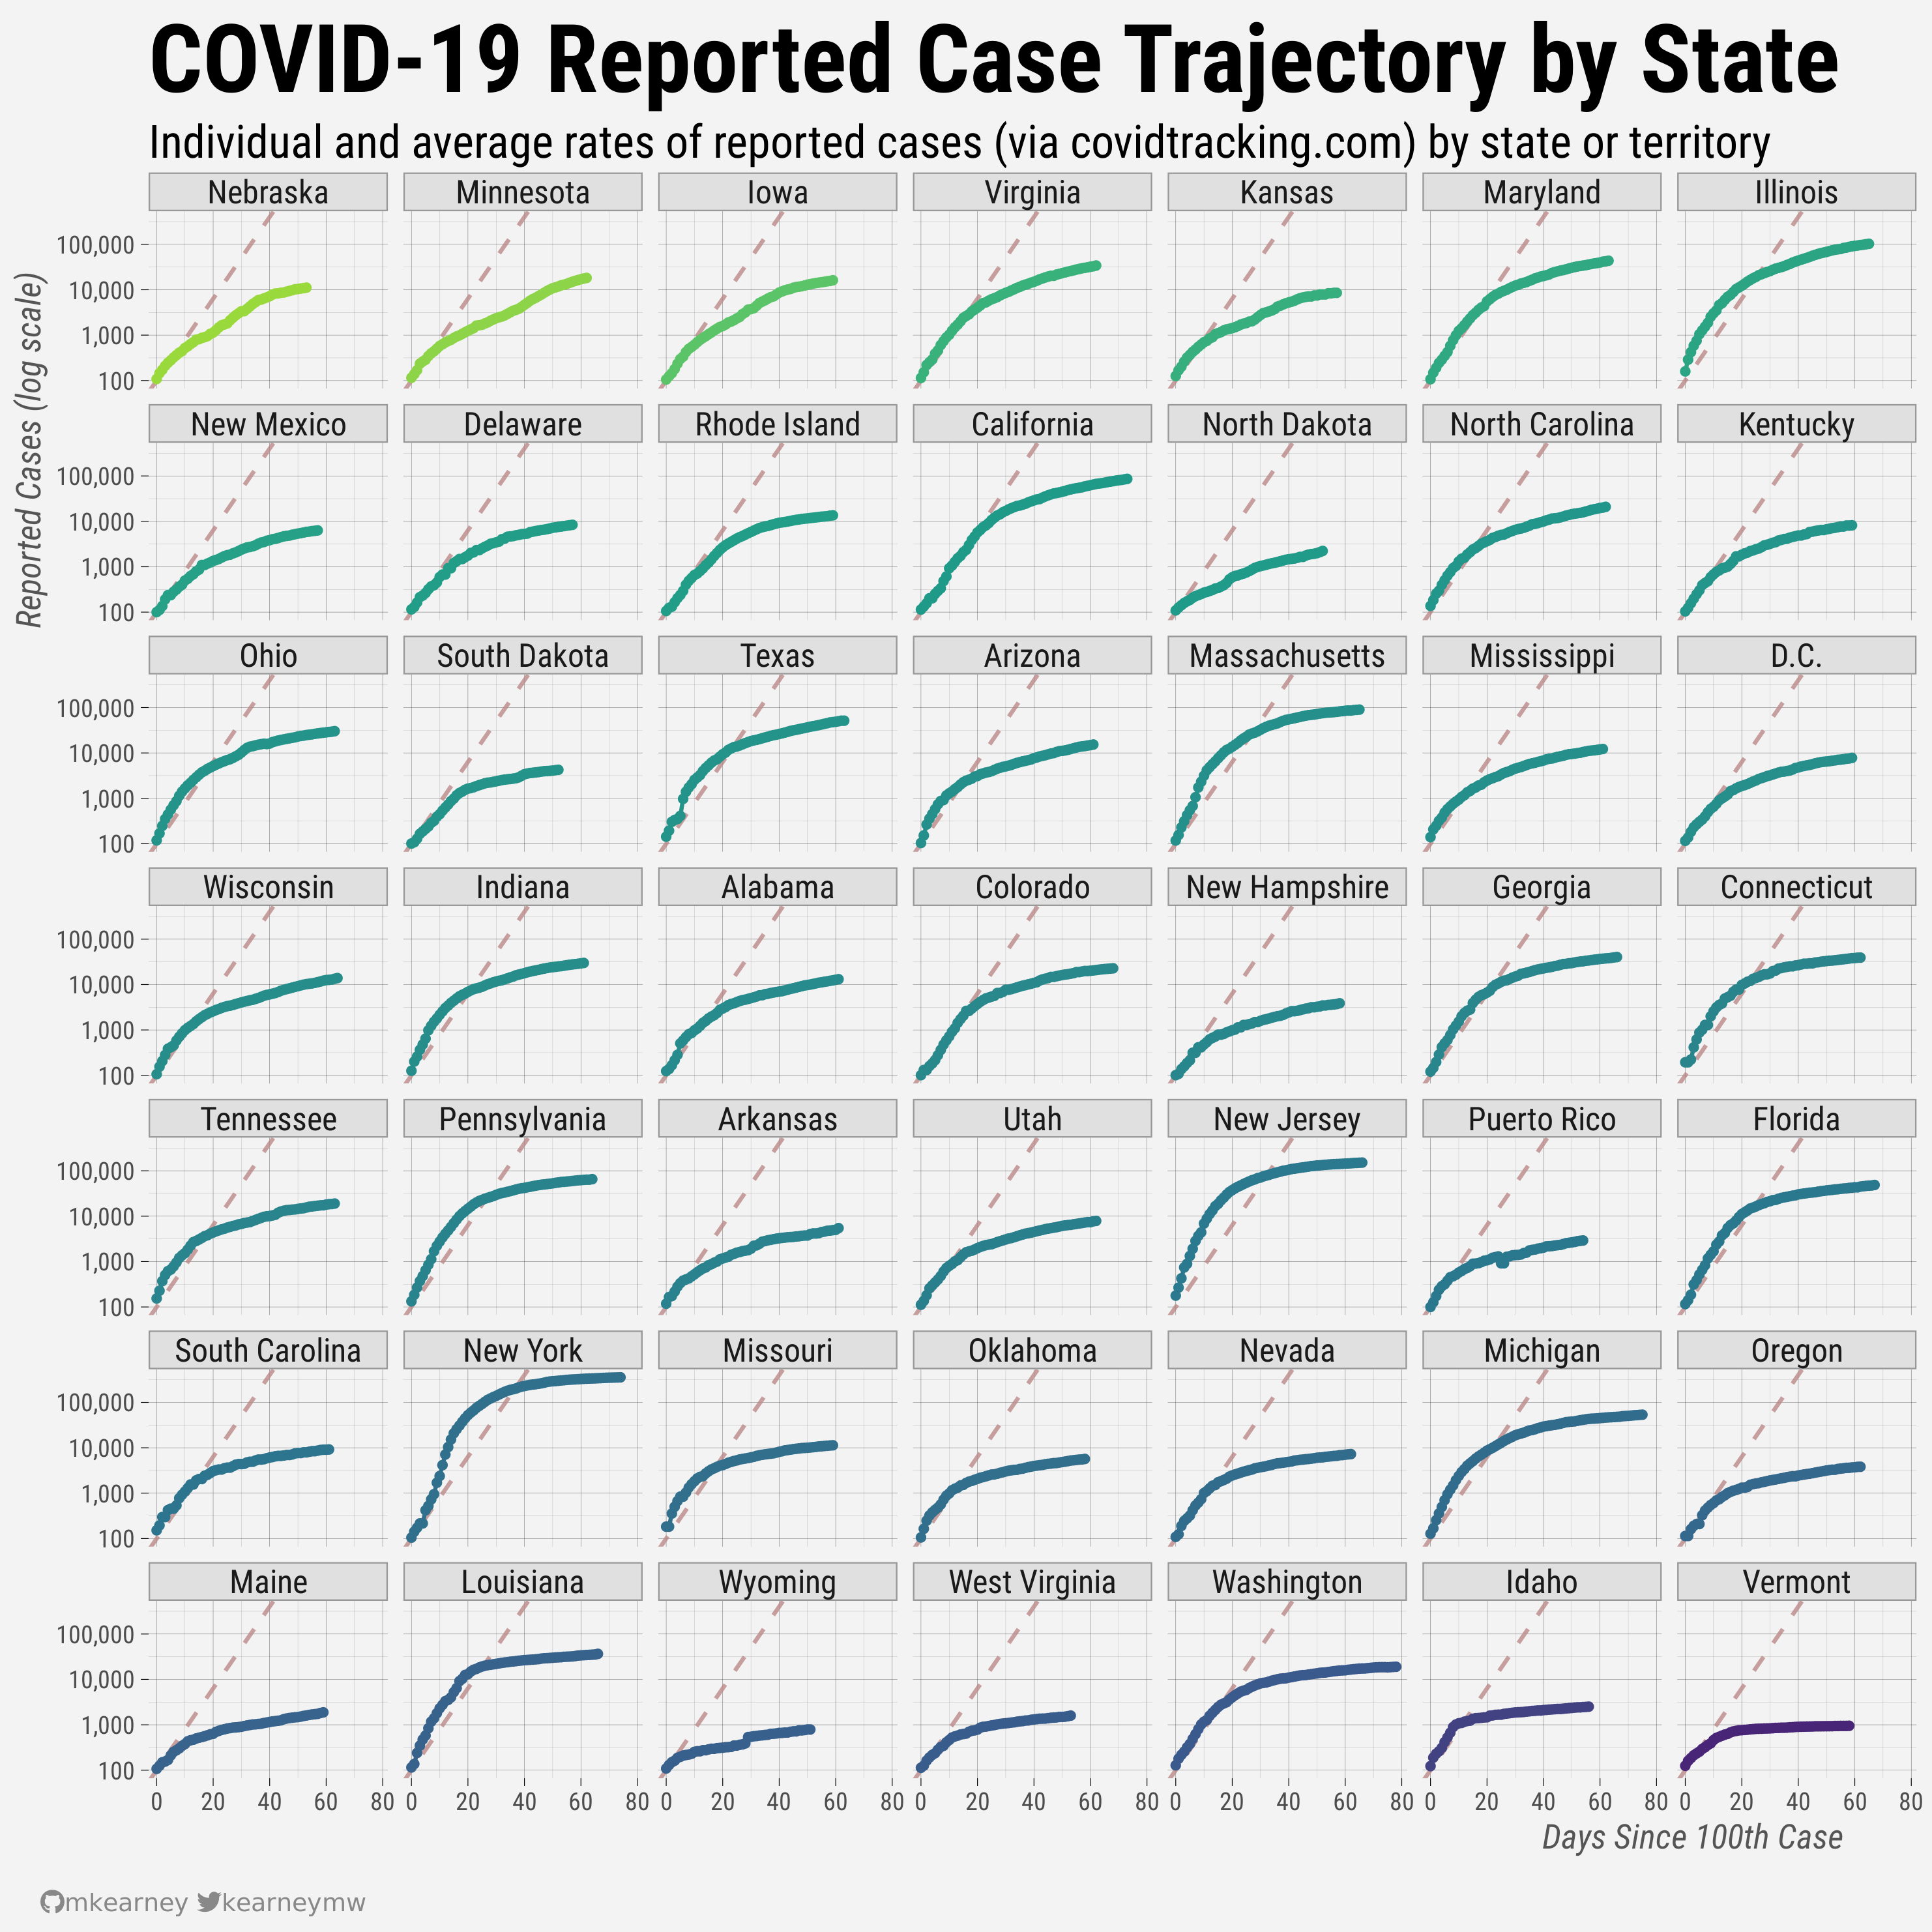 COVID-19 Reported Case Trajectory by State
Individual and average rates of reported cases (via covidtracking.com) by state or territory
Reported Cases (log scale)
Nebraska Minnesota Iowa Virginia Kansas Maryland Illinois
100,000
10,000
1,000
100
New Mexico Delaware Rhode Island California North Dakota North Carolina Kentucky
100,000
10,000
1,000
100
Ohio South Dakota Texas Arizona Massachusetts Mississippi D.C.
100,000
10,000
1,000
100
Wisconsin Indiana Alabama Colorado New Hampshire Georgia Connecticut
100,000
10,000
1,000
100
Tennessee Pennsylvania Arkansas Utah New Jersey Puerto Rico Florida
100,000
10,000
1,000
100
South Carolina New York Missouri Oklahoma Nevada Michigan Oregon
100,000
10,000
1,000
100
Maine Louisiana Wyoming West Virginia Washington Idaho Vermont
100,000
10,000
1,000
100
0 20 40 60 80 0 20 40 60 80 0 20 40 60 80 0 20 40 60 80 0 20 40 60 80 0 20 40 60 80 0 20 40 60 80
Days Since 100th Case
mkearney kearneymw